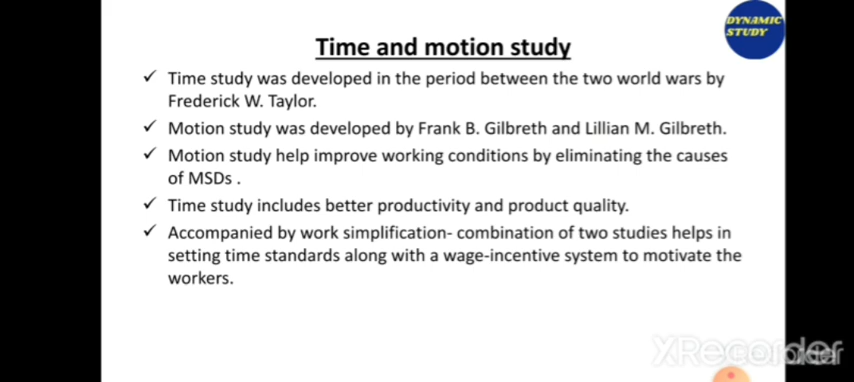 DYNAMIC
STUDY
Time and motion study
✓ Time study was developed in the period between the two world wars by
Frederick W. Taylor.
✓ Motion study was developed by Frank B. Gilbreth and Lillian M. Gilbreth.
✓ Motion study help improve working conditions by eliminating the causes
of MSDs .
✓ Time study includes better productivity and product quality.
✓ Accompanied by work simplification- combination of two studies helps in
setting time standards along with a wage-incentive system to motivate the
workers.
XRecorder